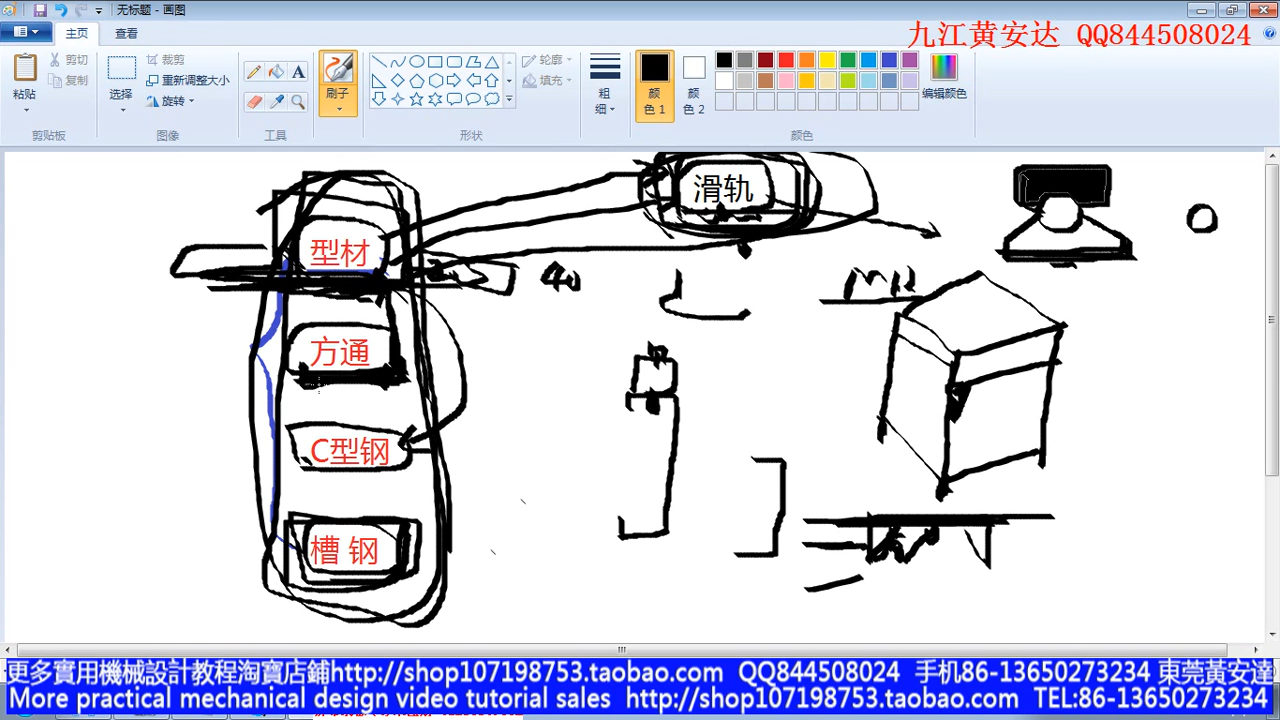 无标题 - 画图
主页 查看
九江黄安达 QQ844508024
粘贴
剪切
复制
剪贴板
选择
裁剪
重新调整大小
旋转
图像
A
工具
刷子
形状
轮廓
填充
粗细
颜色 1
颜色 2
编辑颜色
颜色
滑轨
型材
40
方通
C型钢
槽 钢
更多實用機械設計教程淘寶店鋪http://shop107198753.taobao.com QQ844508024 手机86-13650273234 東莞黃安達
More practical mechanical design video tutorial sales http://shop107198753.taobao.com TEL:86-13650273234